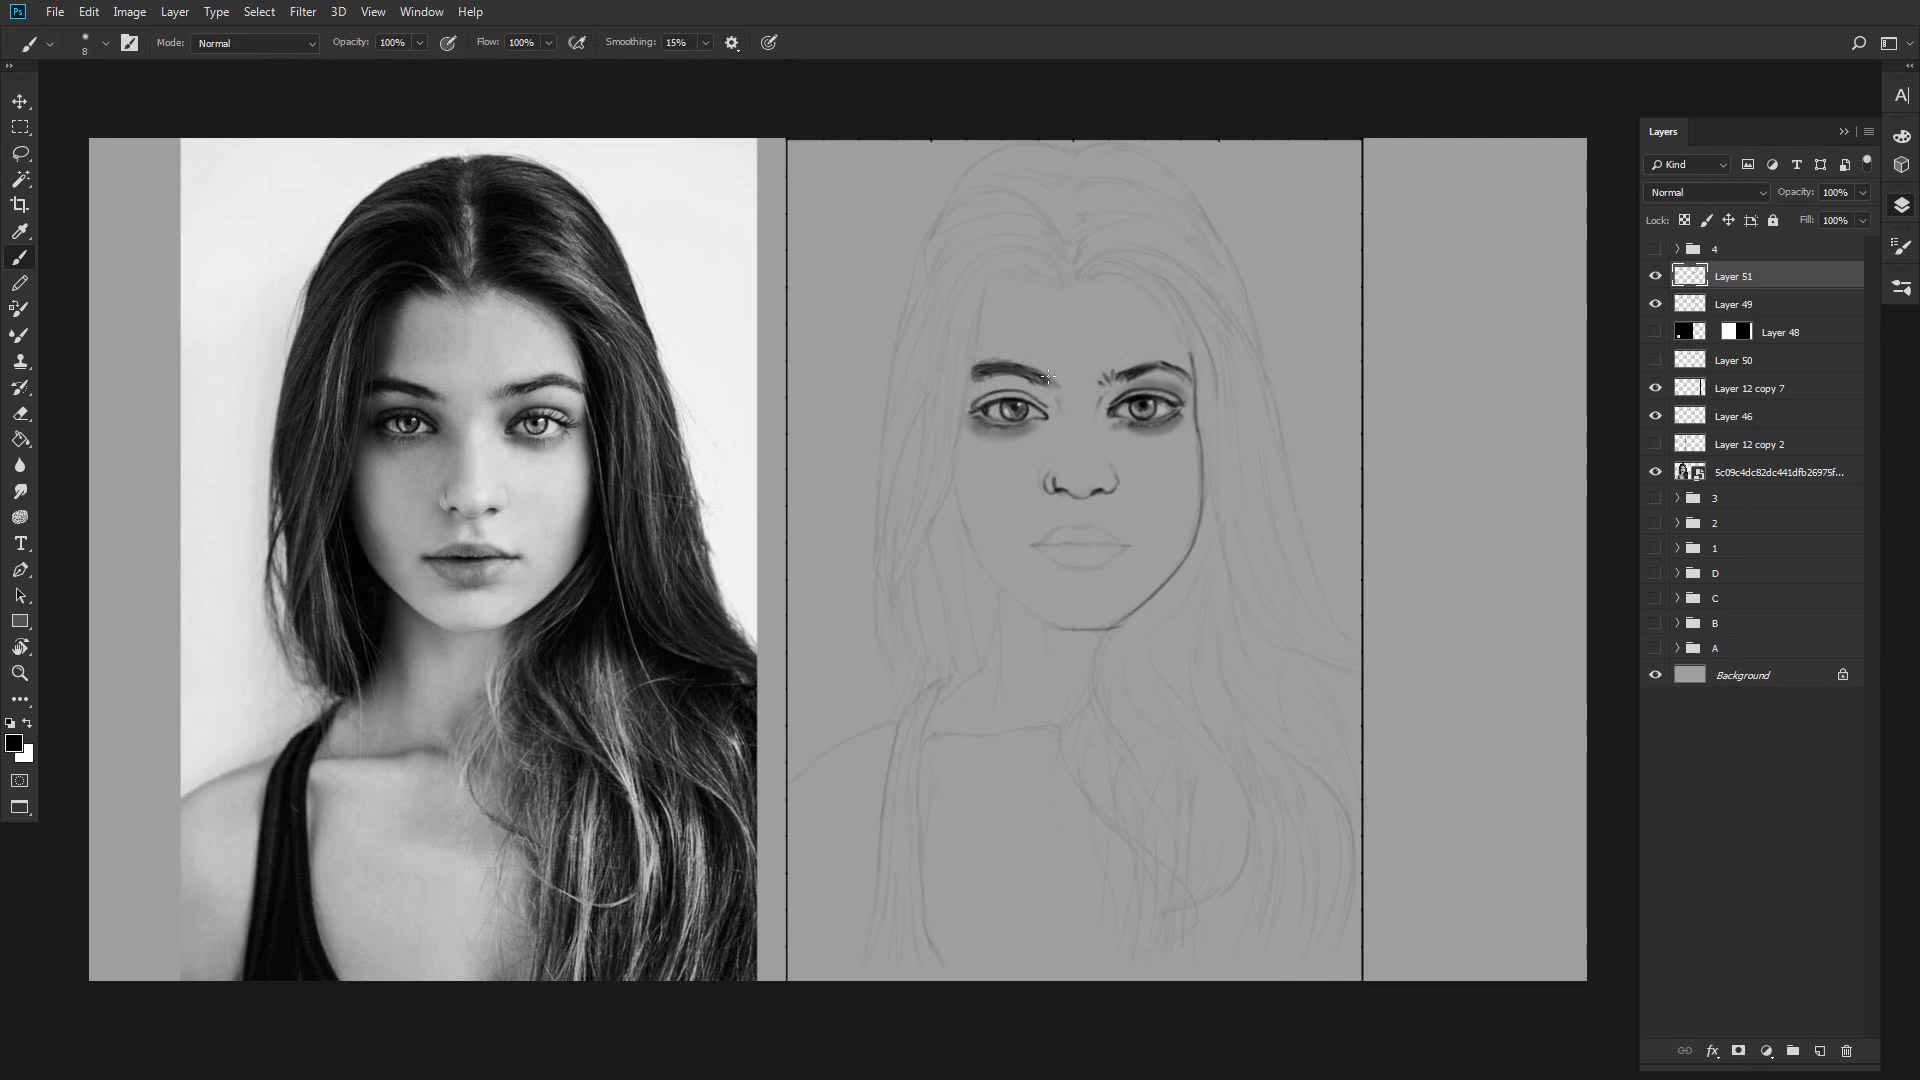 Ps File Edit Image Layer Type Select Filter 3D View Window Help
8 Mode: Normal Opacity: 100% Flow: 100% Smoothing: 15%
Layers
Kind
Normal Opacity: 100%
Lock: Fill: 100%
4
Layer 51
Layer 49
Layer 48
Layer 50
Layer 12 copy 7
Layer 46
Layer 12 copy 2
5c09c4dc82dc441dfb26975f...
3
2
1
D
C
B
A
Background
fx